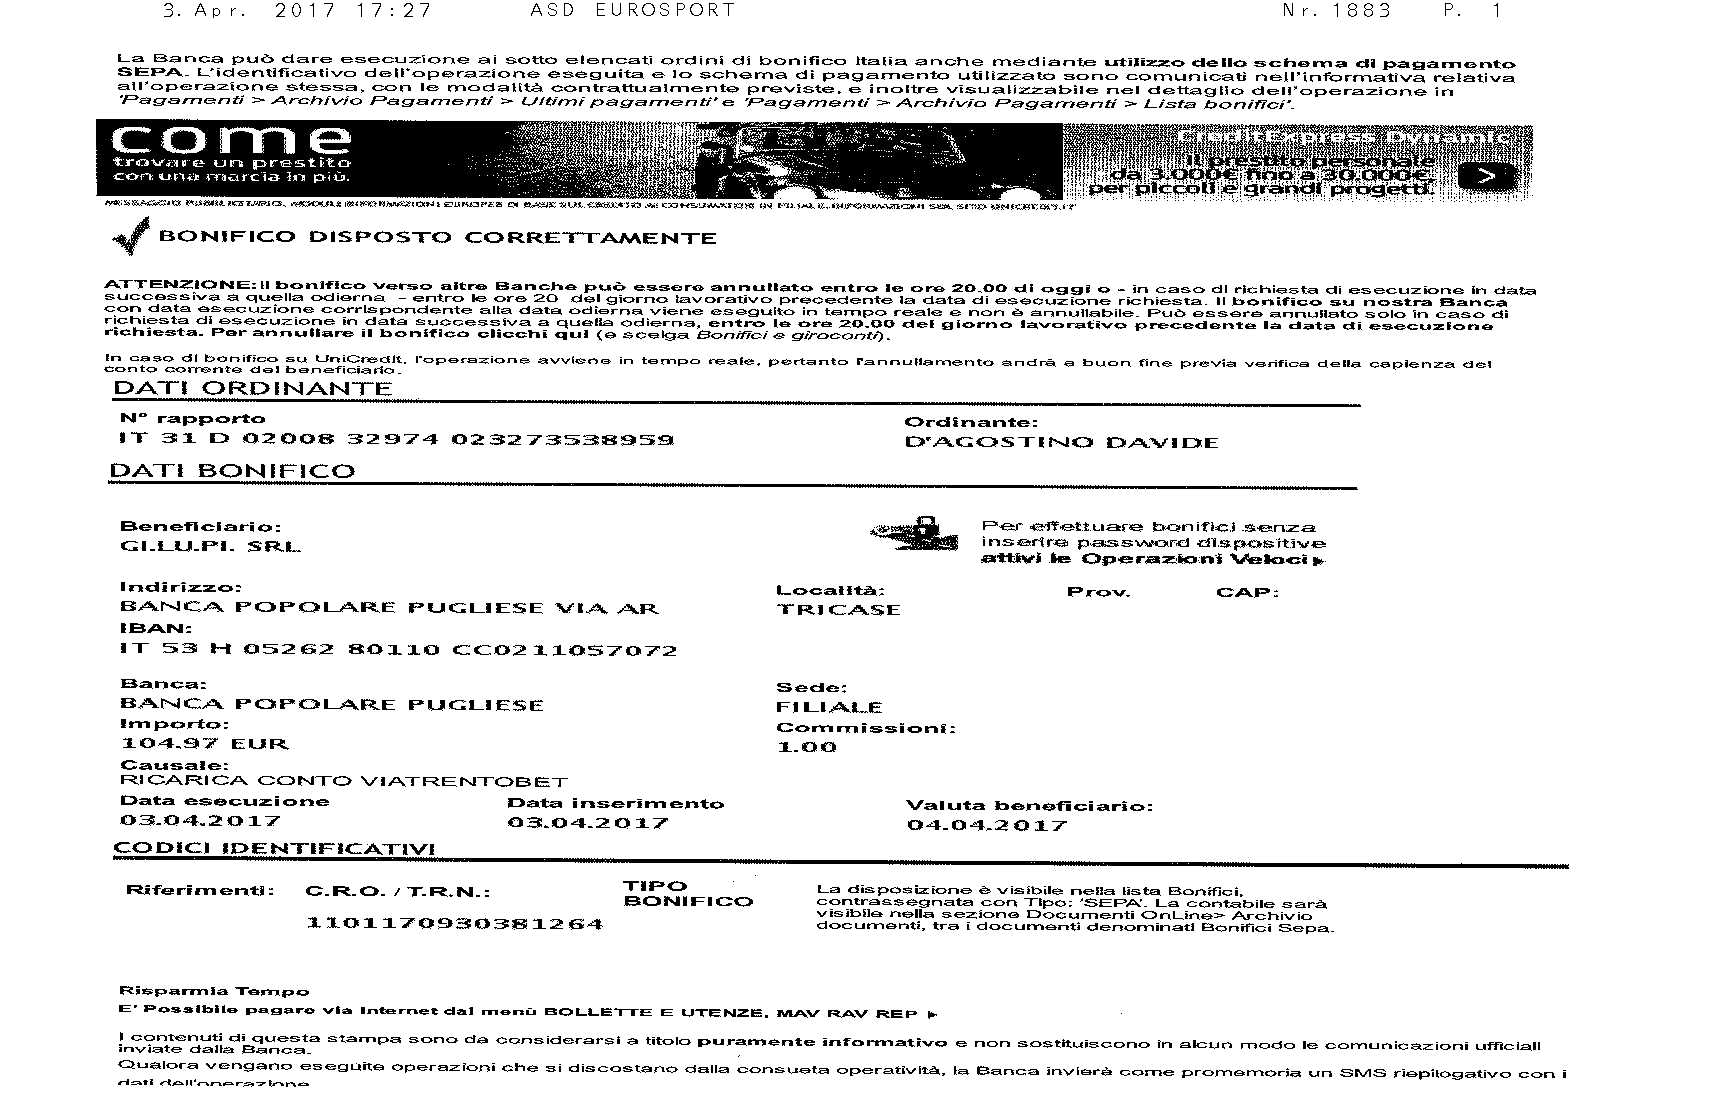 3. Apr. 2017 17:27 ASD EUROSPORT Nr. 1883 P. 1
La Banca può dare esecuzione ai sotto elencati ordini di bonifico Italia anche mediante utilizzo dello schema di pagamento
SEPA. L'identificativo dell'operazione eseguita e lo schema di pagamento utilizzato sono comunicati nell'informativa relativa
all'operazione stessa, con le modalità contrattualmente previste, e inoltre visualizzabile nel dettaglio dell'operazione in
'Pagamenti > Archivio Pagamenti > Ultimi pagamenti' e 'Pagamenti > Archivio Pagamenti > Lista bonifici'.
come
trovare un prestito
con una marcia in più.
CreditExpress Dynamic
Il prestito personale
da 3.000€ fino a 30.000€
per piccoli e grandi progetti.
>
MESSAGGIO PUBBLICITARIO. MODULI INFORMAZIONI EUROPEE DI BASE SUL CREDITO AI CONSUMATORI IN FILIALE. INFORMAZIONI SUL SITO UNICREDIT.IT
BONIFICO DISPOSTO CORRETTAMENTE
ATTENZIONE: Il bonifico verso altre Banche può essere annullato entro le ore 20.00 di oggi o - in caso di richiesta di esecuzione in data
successiva a quella odierna - entro le ore 20 del giorno lavorativo precedente la data di esecuzione richiesta. Il bonifico su nostra Banca
con data esecuzione corrispondente alla data odierna viene eseguito in tempo reale e non è annullabile. Può essere annullato solo in caso di
richiesta di esecuzione in data successiva a quella odierna, entro le ore 20.00 del giorno lavorativo precedente la data di esecuzione
richiesta. Per annullare il bonifico clicchi qui (e scelga Bonifici e giroconti).
In caso di bonifico su UniCredit, l'operazione avviene in tempo reale, pertanto l'annullamento andrà a buon fine previa verifica della capienza del
conto corrente del beneficiario.
DATI ORDINANTE
N° rapporto Ordinante:
IT 31 D 02008 32974 023273538959 D'AGOSTINO DAVIDE
DATI BONIFICO
Beneficiario:
GI.LU.PI. SRL
Per effettuare bonifici senza
inserire password dispositive
attivi le Operazioni Veloci
Indirizzo: Località: Prov. CAP:
BANCA POPOLARE PUGLIESE VIA AR TRICASE
IBAN:
IT 53 H 05262 80110 CC0211057072
Banca: Sede:
BANCA POPOLARE PUGLIESE FILIALE
Importo: Commissioni:
104.97 EUR 1.00
Causale:
RICARICA CONTO VIATRENTOBET
Data esecuzione Data inserimento Valuta beneficiario:
03.04.2017 03.04.2017 04.04.2017
CODICI IDENTIFICATIVI
Riferimenti: C.R.O. / T.R.N.: TIPO BONIFICO
1101170930381264
La disposizione è visibile nella lista Bonifici,
contrassegnata con Tipo: 'SEPA'. La contabile sarà
visibile nella sezione Documenti OnLine> Archivio
documenti, tra i documenti denominati Bonifici Sepa.
Risparmia Tempo
E' Possibile pagare via Internet dal menù BOLLETTE E UTENZE, MAV RAV REP
I contenuti di questa stampa sono da considerarsi a titolo puramente informativo e non sostituiscono in alcun modo le comunicazioni ufficiali
inviate dalla Banca.
Qualora vengano eseguite operazioni che si discostano dalla consueta operatività, la Banca invierà come promemoria un SMS riepilogativo con i
dati dell'operazione